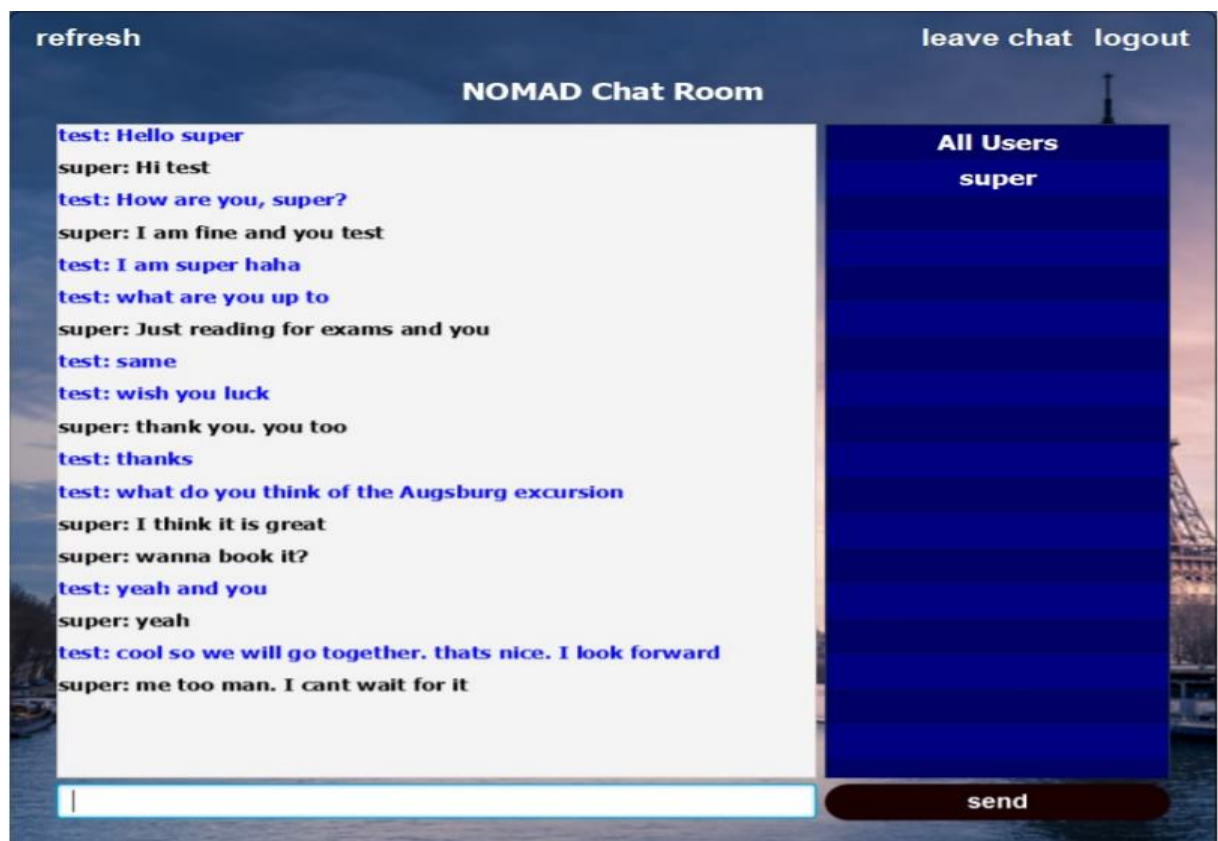 refresh
leave chat logout
NOMAD Chat Room
test: Hello super
super: Hi test
test: How are you, super?
super: I am fine and you test
test: I am super haha
test: what are you up to
super: Just reading for exams and you
test: same
test: wish you luck
super: thank you. you too
test: thanks
test: what do you think of the Augsburg excursion
super: I think it is great
super: wanna book it?
test: yeah and you
super: yeah
test: cool so we will go together. thats nice. I look forward
super: me too man. I cant wait for it
All Users
super
send